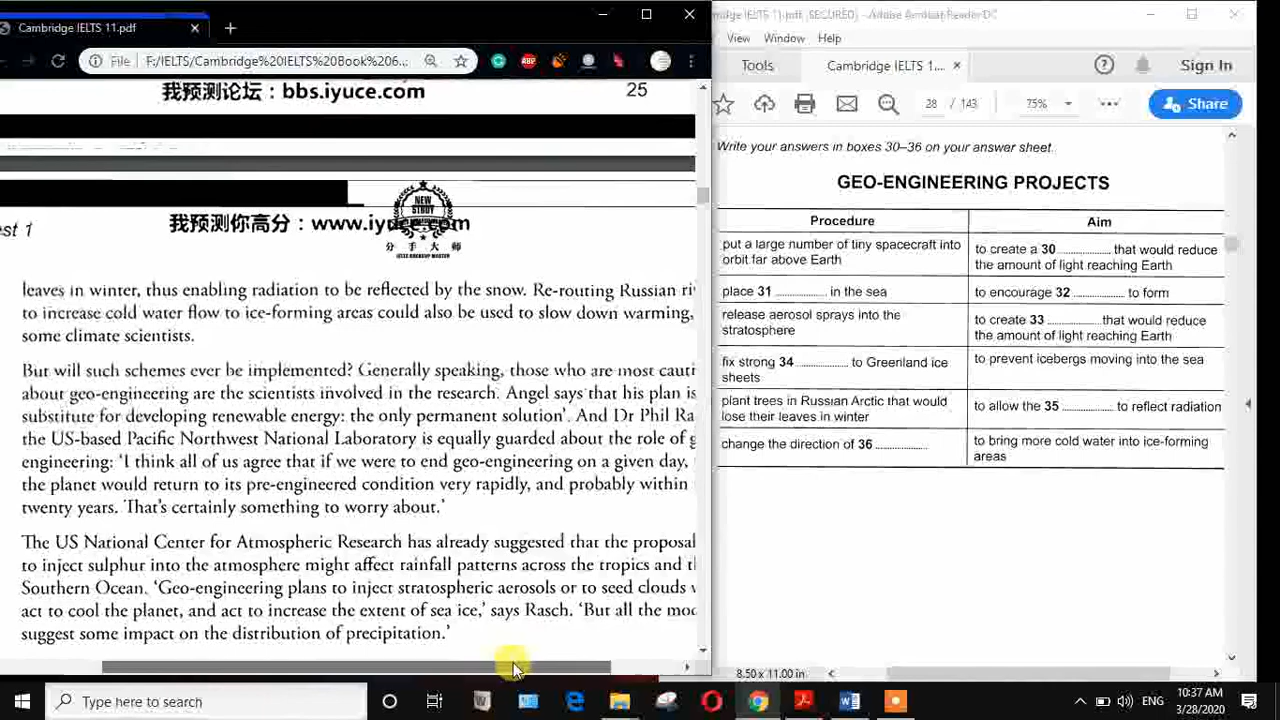 Cambridge IELTS 11.pdf
File
F:/IELTS/Cambridge%20IELTS%20Book%206...
我预测论坛：bbs.iyuce.com
25
est 1
我预测你高分：www.iyuce.com
NEW STUDY
分 手 大 师
leaves in winter, thus enabling radiation to be reflected by the snow. Re-routing Russian ri
to increase cold water flow to ice-forming areas could also be used to slow down warming,
some climate scientists.
But will such schemes ever be implemented? Generally speaking, those who are most cauti
about geo-engineering are the scientists involved in the research. Angel says that his plan is
substitute for developing renewable energy: the only permanent solution'. And Dr Phil Ra
the US-based Pacific Northwest National Laboratory is equally guarded about the role of g
engineering: 'I think all of us agree that if we were to end geo-engineering on a given day,
the planet would return to its pre-engineered condition very rapidly, and probably within
twenty years. That's certainly something to worry about.'
The US National Center for Atmospheric Research has already suggested that the proposal
to inject sulphur into the atmosphere might affect rainfall patterns across the tropics and t
Southern Ocean. 'Geo-engineering plans to inject stratospheric aerosols or to seed clouds w
act to cool the planet, and act to increase the extent of sea ice,' says Rasch. 'But all the mod
suggest some impact on the distribution of precipitation.'
bridge IELTS 11.pdf (SECURED) - Adobe Acrobat Reader DC
View Window Help
Tools
Cambridge IELTS 1...
Sign In
28 / 143
75%
Share
Write your answers in boxes 30–36 on your answer sheet.
GEO-ENGINEERING PROJECTS
Procedure
Aim
put a large number of tiny spacecraft into
orbit far above Earth
to create a 30 .............. that would reduce
the amount of light reaching Earth
place 31 .............. in the sea
to encourage 32 .............. to form
release aerosol sprays into the
stratosphere
to create 33 .............. that would reduce
the amount of light reaching Earth
fix strong 34 .............. to Greenland ice
sheets
to prevent icebergs moving into the sea
plant trees in Russian Arctic that would
lose their leaves in winter
to allow the 35 .............. to reflect radiation
change the direction of 36 ..............
to bring more cold water into ice-forming
areas
8.50 x 11.00 in
Type here to search
ENG
10:37 AM
3/28/2020